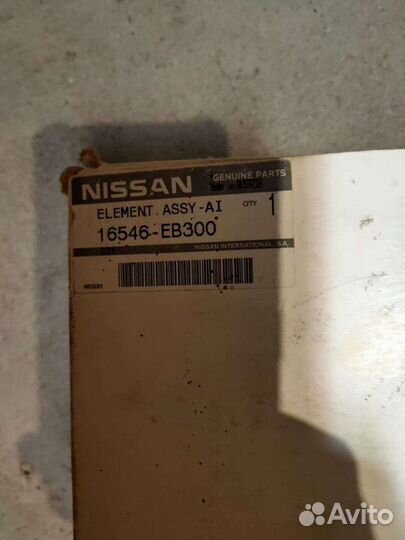 NISSAN
GENUINE PARTS
ELEMENT ASSY-AI
QTY 1
16546-EB300
NISSAN INTERNATIONAL S.A.
Avito